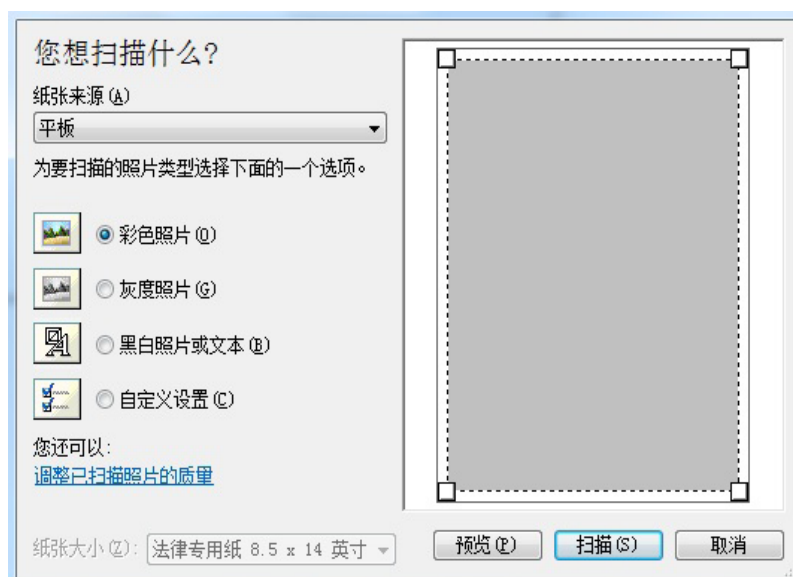 您想扫描什么?
纸张来源(A)
平板
为要扫描的照片类型选择下面的一个选项。
彩色照片(O)
灰度照片(G)
黑白照片或文本(B)
自定义设置(C)
您还可以:
调整已扫描照片的质量
纸张大小(Z): 法律专用纸 8.5 x 14 英寸
预览(P) 扫描(S) 取消